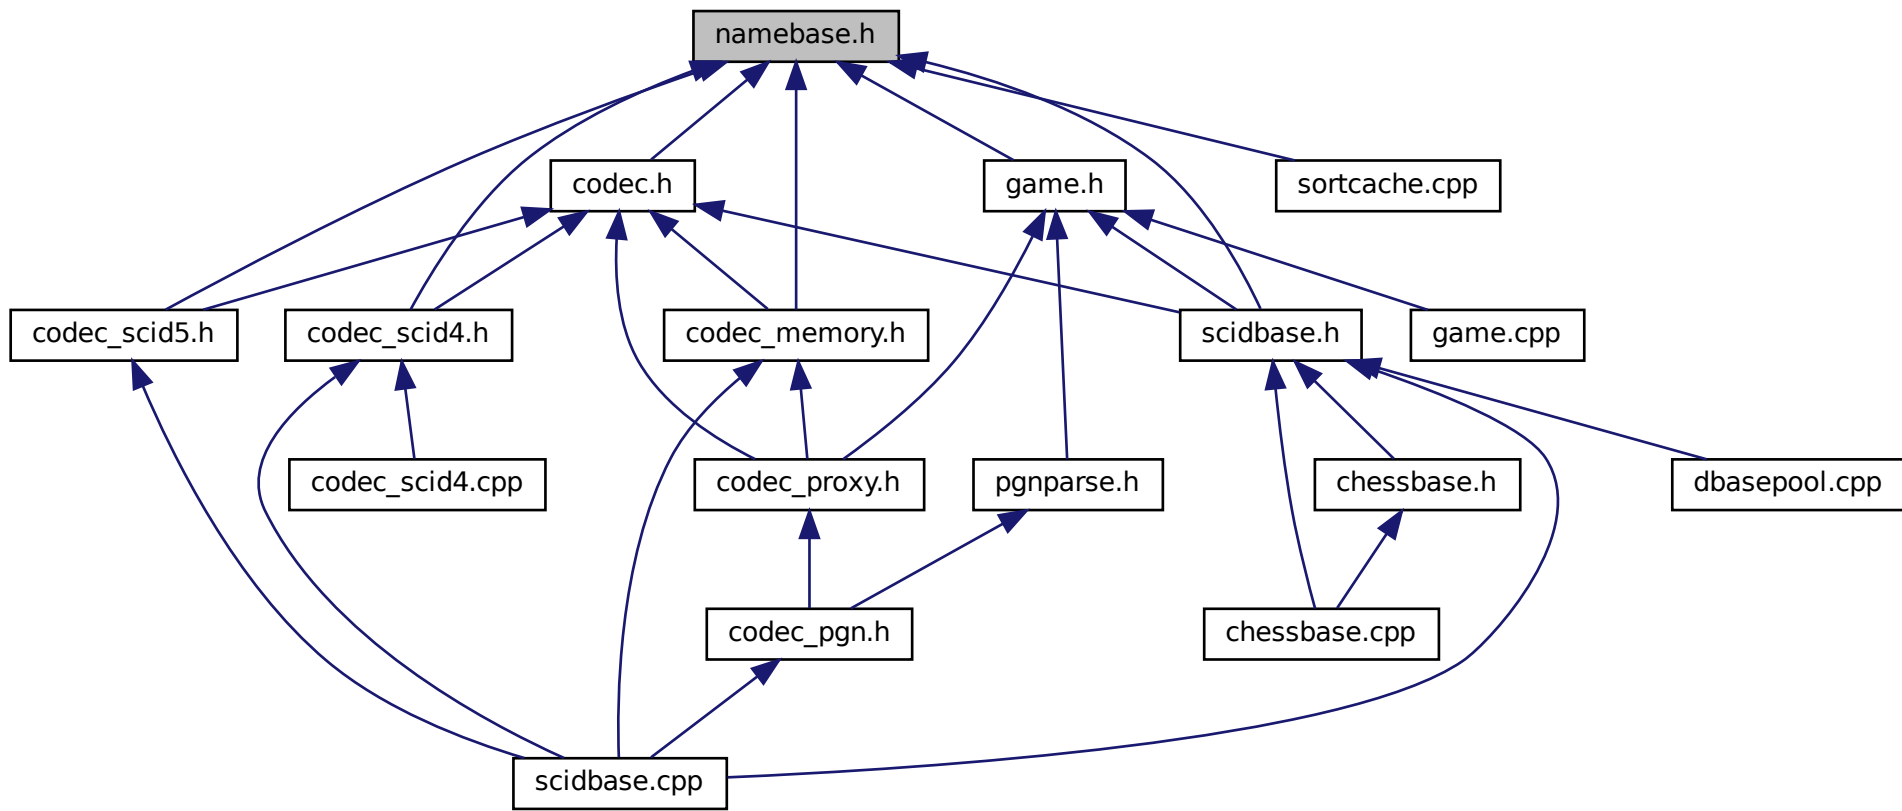 namebase.h
codec.h
game.h
sortcache.cpp
codec_scid5.h
codec_scid4.h
codec_memory.h
scidbase.h
game.cpp
codec_scid4.cpp
codec_proxy.h
pgnparse.h
chessbase.h
dbasepool.cpp
codec_pgn.h
chessbase.cpp
scidbase.cpp